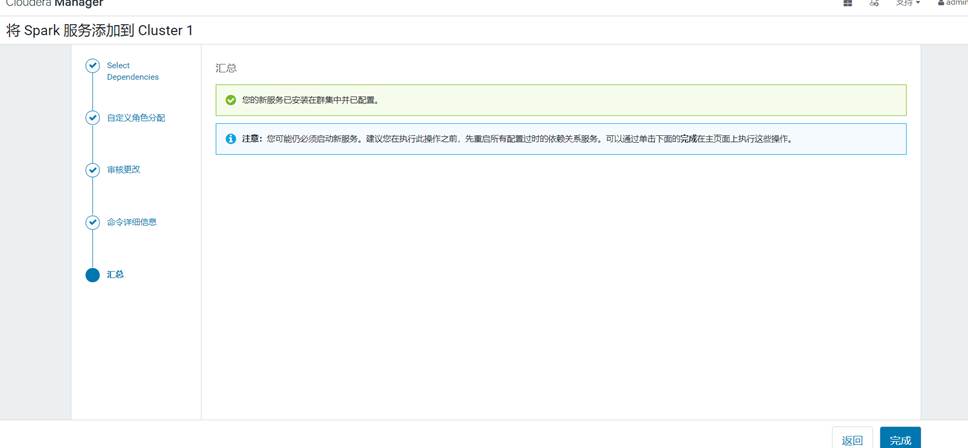 Cloudera Manager
支持
admin
将 Spark 服务添加到 Cluster 1
Select
Dependencies
自定义角色分配
审核更改
命令详细信息
汇总
汇总
您的新服务已安装在群集中并已配置。
注意：您可能仍必须启动新服务。建议您在执行此操作之前，先重启所有配置过时的依赖关系服务。可以通过单击下面的完成在主页面上执行这些操作。
返回
完成